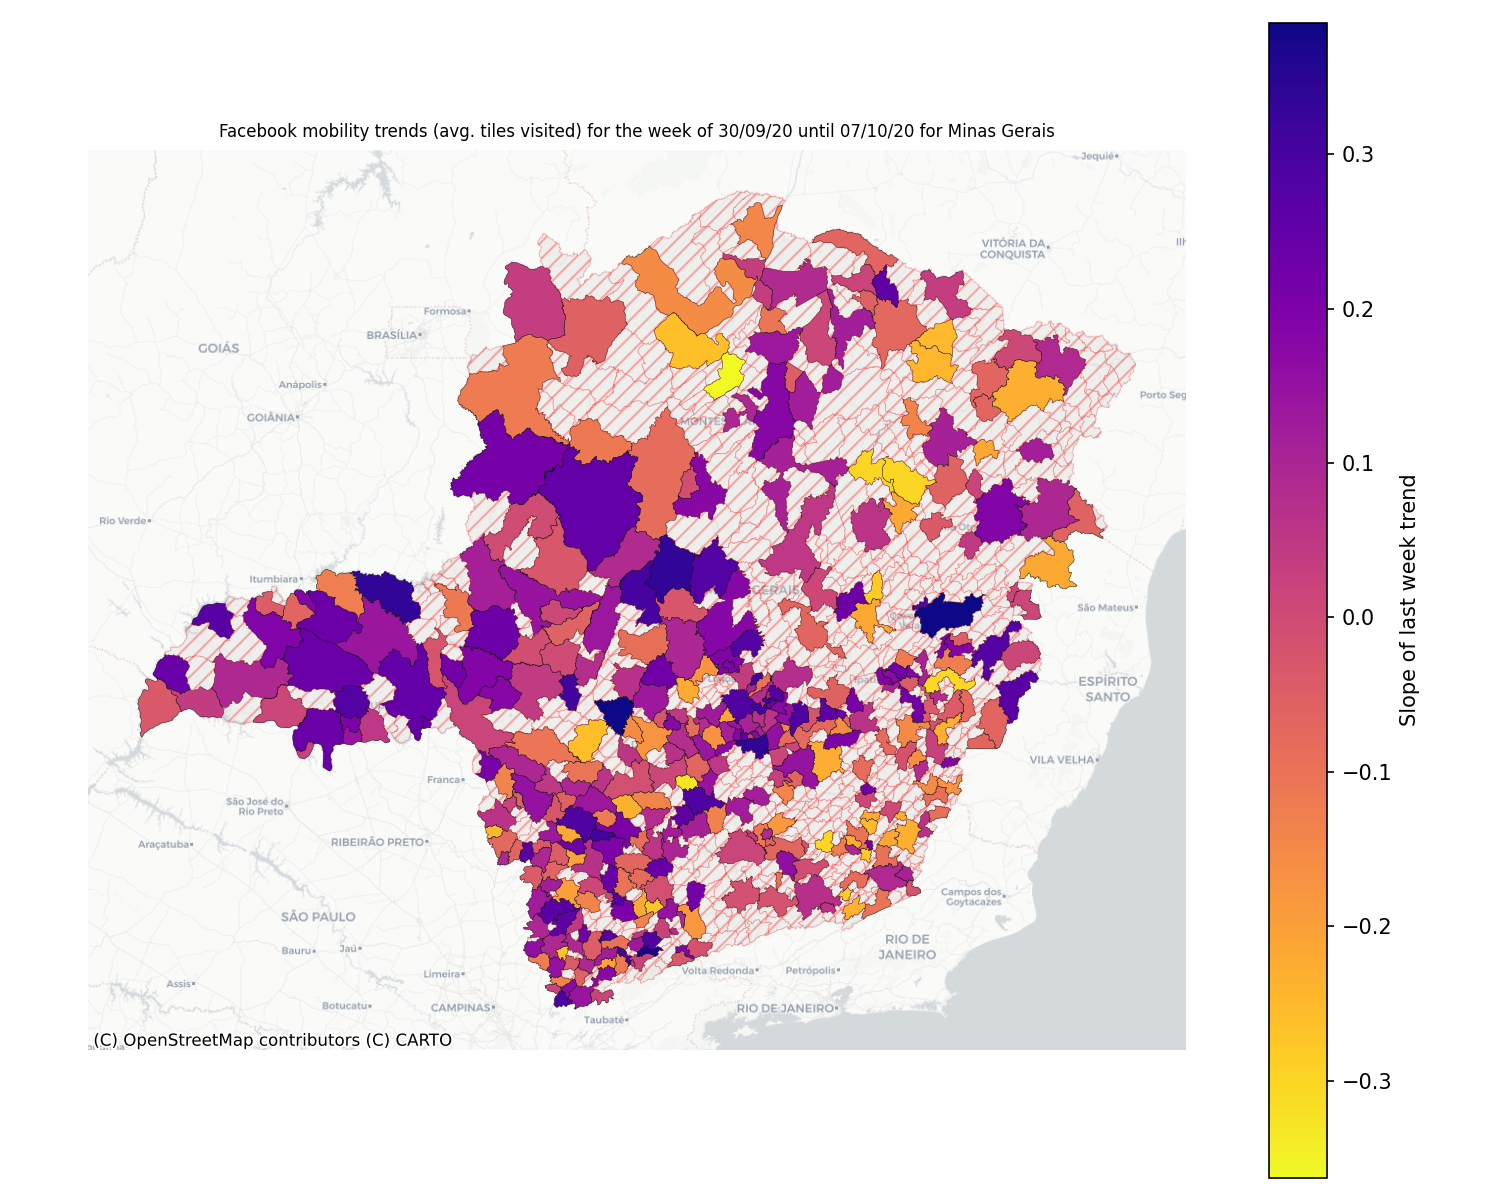 Facebook mobility trends (avg. tiles visited) for the week of 30/09/20 until 07/10/20 for Minas Gerais
Jequié
VITÓRIA DA
CONQUISTA
Formosa
BRASÍLIA
GOIÁS
Anápolis
Porto Seg
GOIÂNIA
MONTES
Rio Verde
Itumbiara
GERAIS
São Mateus
ESPÍRITO
SANTO
VILA VELHA
Franca
São José do
Rio Preto
RIBEIRÃO PRETO
Araçatuba
Campos dos
Goytacazes
SÃO PAULO
RIO DE
JANEIRO
Bauru
Jaú
Limeira
Volta Redonda
Petrópolis
Assis
Botucatu
CAMPINAS
RIO DE JANEIRO
Taubaté
(C) OpenStreetMap contributors (C) CARTO
0.3
0.2
0.1
0.0
−0.1
−0.2
−0.3
Slope of last week trend